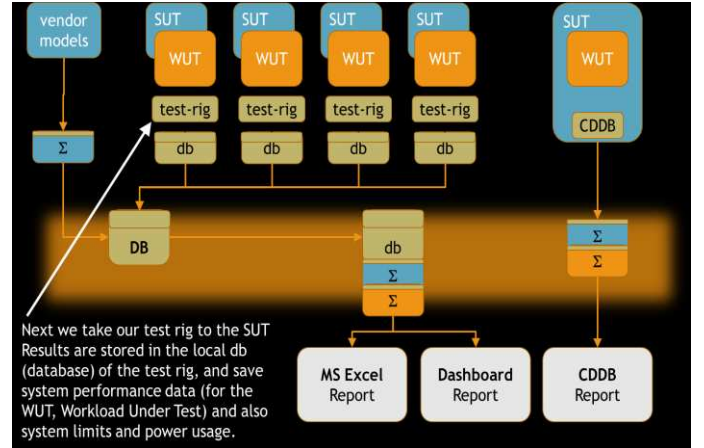 vendor
models
SUT
SUT
SUT
SUT
SUT
WUT
WUT
WUT
WUT
WUT
test-rig
test-rig
test-rig
test-rig
CDDB
Σ
db
db
db
db
DB
db
Σ
Σ
Σ
Σ
Next we take our test rig to the SUT
Results are stored in the local db
(database) of the test rig, and save
system performance data (for the
WUT, Workload Under Test) and also
system limits and power usage.
MS Excel
Report
Dashboard
Report
CDDB
Report